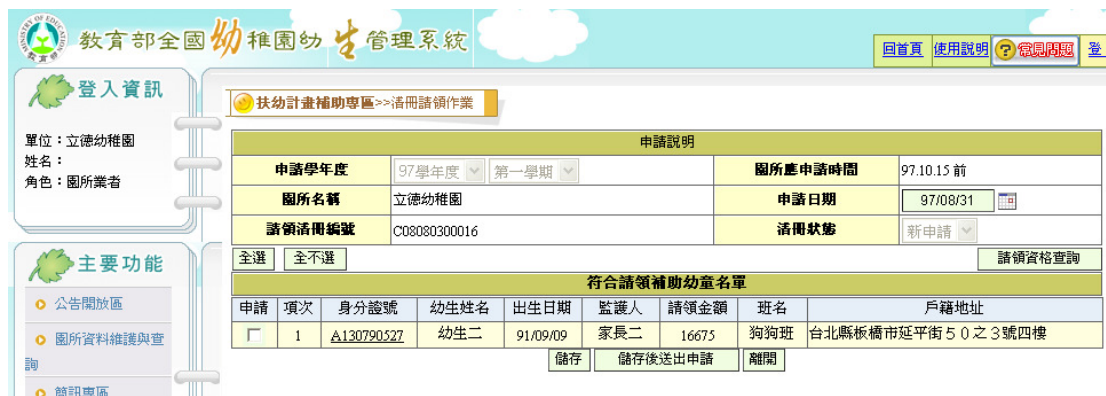 MINISTRY OF EDUCATION
教育部
教育部全國幼稚園幼生管理系統
回首頁 使用說明 ? 常見問題 登
登入資訊
單位：立德幼稚園
姓名：
角色：園所業者
主要功能
公告開放區
園所資料維護與查
詢
簡訊專區
扶幼計畫補助專區>>清冊請領作業
申請說明
申請學年度 97學年度 第一學期 園所應申請時間 97.10.15 前
園所名稱 立德幼稚園 申請日期 97/08/31
請領清冊編號 C08080300016 清冊狀態 新申請
全選 全不選 請領資格查詢
符合請領補助幼童名單
申請 項次 身分證號 幼生姓名 出生日期 監護人 請領金額 班名 戶籍地址
1 A130790527 幼生二 91/09/09 家長二 16675 狗狗班 台北縣板橋市延平街５０之３號四樓
儲存 儲存後送出申請 離開